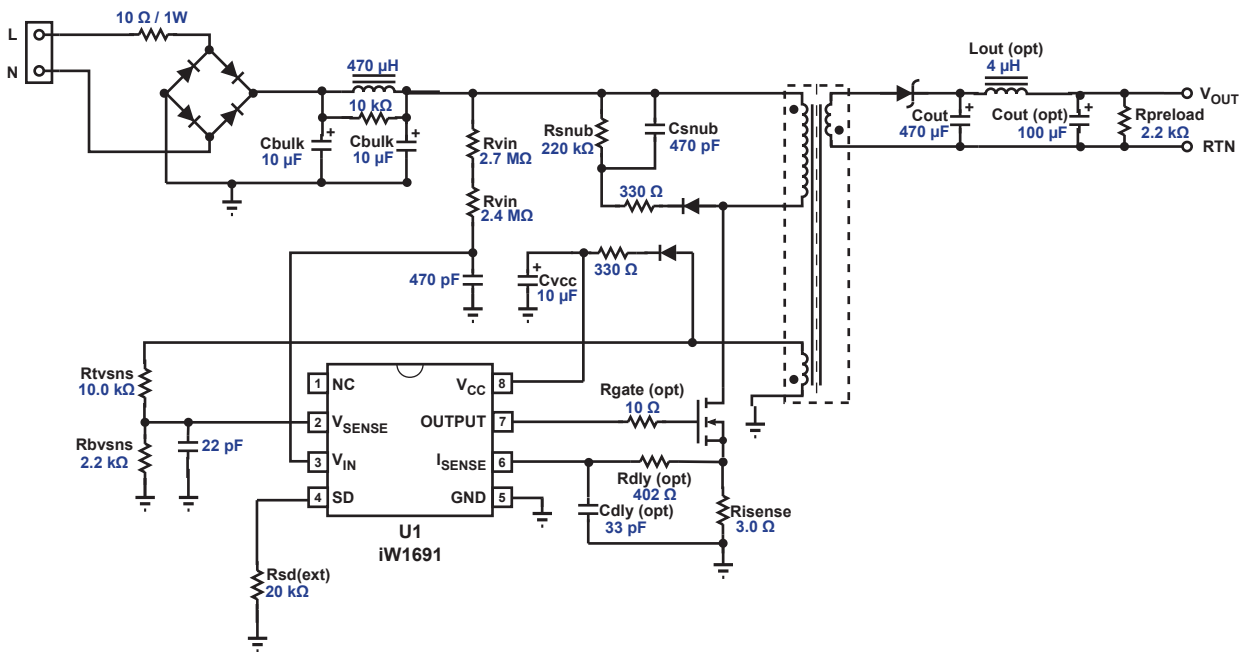 10 Ω / 1W
L
N
470 µH
10 kΩ
Cbulk
10 µF
Cbulk
10 µF
+
+
Rvin
2.7 MΩ
Rvin
2.4 MΩ
470 pF
Rsnub
220 kΩ
Csnub
470 pF
330 Ω
+
Cvcc
10 µF
330 Ω
Lout (opt)
4 µH
Cout
470 µF
+
Cout (opt)
100 µF
+
Rpreload
2.2 kΩ
VOUT
RTN
Rtvsns
10.0 kΩ
Rbvsns
2.2 kΩ
22 pF
1 NC
2 VSENSE
3 VIN
4 SD
VCC 8
OUTPUT 7
ISENSE 6
GND 5
U1
iW1691
Rgate (opt)
10 Ω
Rdly (opt)
402 Ω
Cdly (opt)
33 pF
Risense
3.0 Ω
Rsd(ext)
20 kΩ